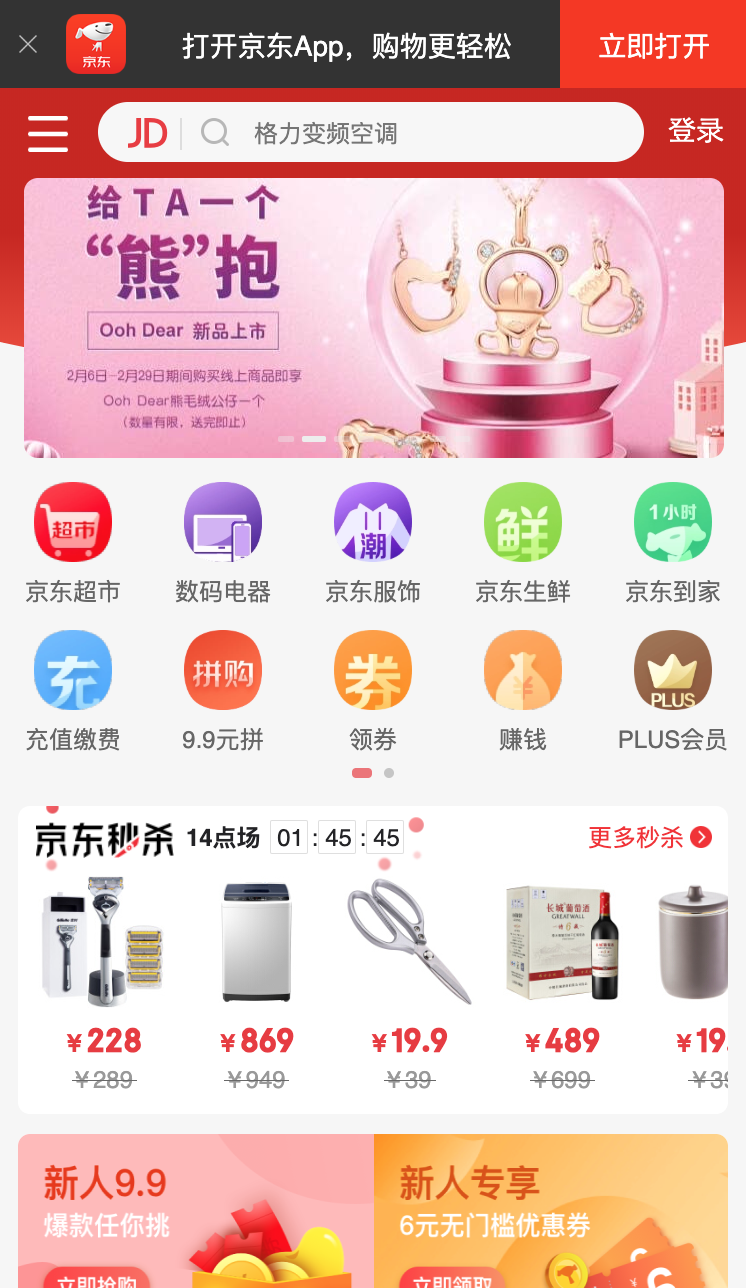 京东
打开京东App，购物更轻松
立即打开
JD
格力变频空调
登录
给TA一个
“熊”抱
Ooh Dear 新品上市
2月6日-2月29日期间购买线上商品即享
Ooh Dear熊毛绒公仔一个
（数量有限，送完即止）
超市
潮
鲜
1小时
京东超市
数码电器
京东服饰
京东生鲜
京东到家
充
拼购
券
¥
PLUS
充值缴费
9.9元拼
领券
赚钱
PLUS会员
京东秒杀
14点场
01:45:45
更多秒杀
长城葡萄酒
GREATWALL
¥228
¥869
¥19.9
¥489
¥19.
¥289
¥949
¥39
¥699
¥39
新人9.9
爆款任你挑
立即抢购
新人专享
6元无门槛优惠券
立即领取